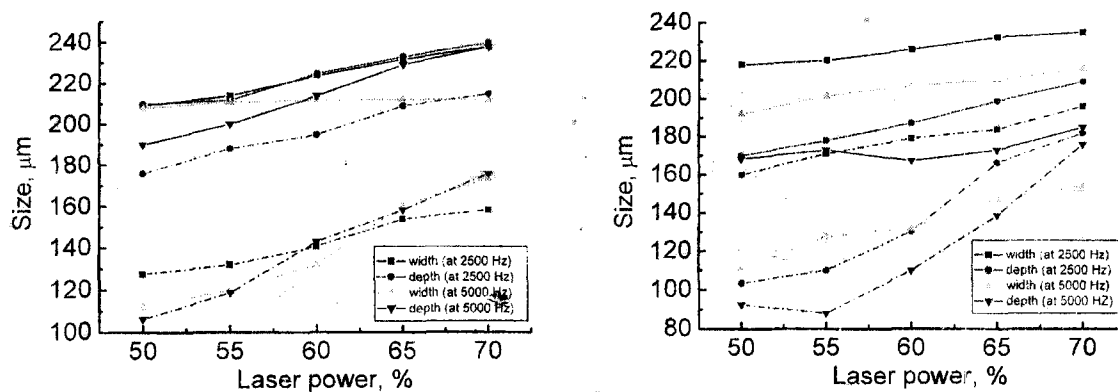 240
220
200
180
160
140
120
100
Size, μm
50 55 60 65 70
Laser power, %
width (at 2500 Hz)
depth (at 2500 Hz)
width (at 5000 Hz)
depth (at 5000 Hz)
240
220
200
180
160
140
120
100
80
Size, μm
50 55 60 65 70
Laser power, %
width (at 2500 Hz)
depth (at 2500 Hz)
width (at 5000 Hz)
depth (at 5000 HZ)